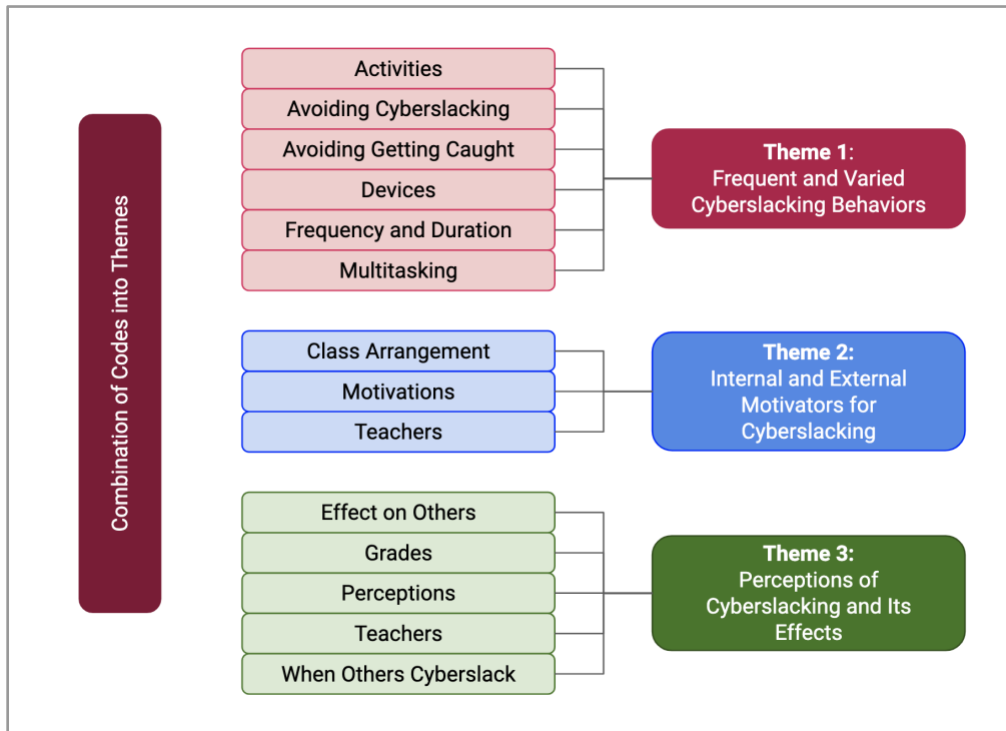 Combination of Codes into Themes
Activities
Avoiding Cyberslacking
Avoiding Getting Caught
Devices
Frequency and Duration
Multitasking
Theme 1:
Frequent and Varied
Cyberslacking Behaviors
Class Arrangement
Motivations
Teachers
Theme 2:
Internal and External
Motivators for
Cyberslacking
Effect on Others
Grades
Perceptions
Teachers
When Others Cyberslack
Theme 3:
Perceptions of
Cyberslacking and Its
Effects